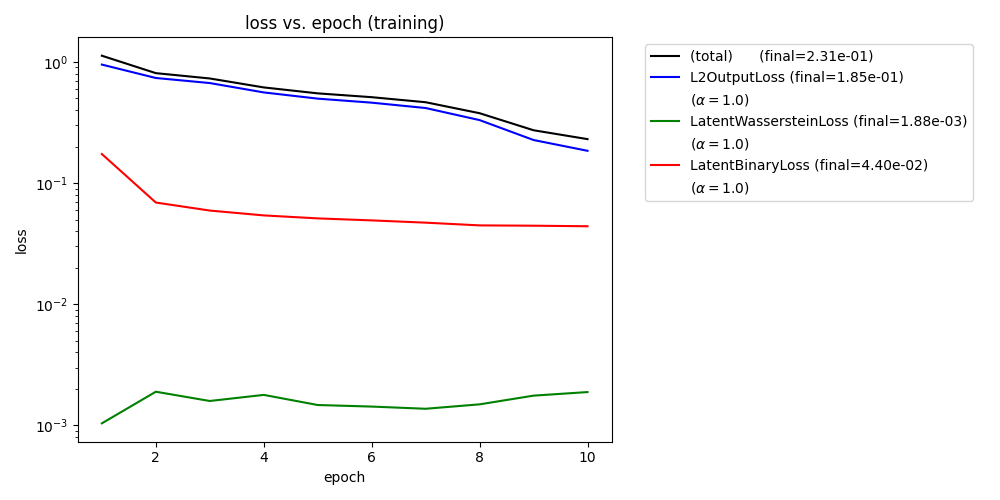 loss vs. epoch (training)
10⁰
10⁻¹
10⁻²
10⁻³
loss
2
4
6
8
10
epoch
(total) (final=2.31e-01)
L2OutputLoss (final=1.85e-01)
(α = 1.0)
LatentWassersteinLoss (final=1.88e-03)
(α = 1.0)
LatentBinaryLoss (final=4.40e-02)
(α = 1.0)